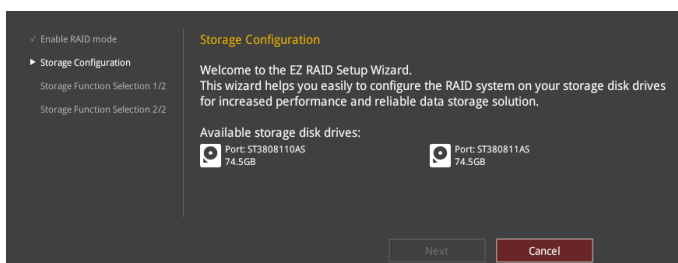 ✓ Enable RAID mode
▶ Storage Configuration
Storage Function Selection 1/2
Storage Function Selection 2/2
Storage Configuration
Welcome to the EZ RAID Setup Wizard.
This wizard helps you easily to configure the RAID system on your storage disk drives
for increased performance and reliable data storage solution.
Available storage disk drives:
Port: ST3808110AS
74.5GB
Port: ST380811AS
74.5GB
Next
Cancel